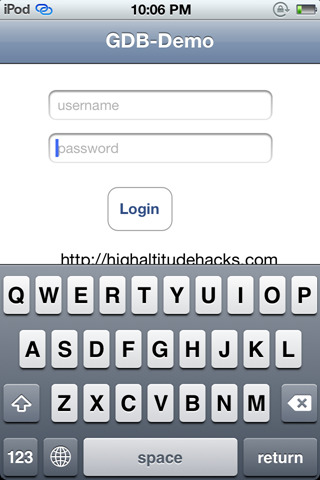 iPod 10:06 PM
GDB-Demo
username
password
Login
http://highaltitudehacks.com
Q W E R T Y U I O P
A S D F G H J K L
Z X C V B N M
123 space return